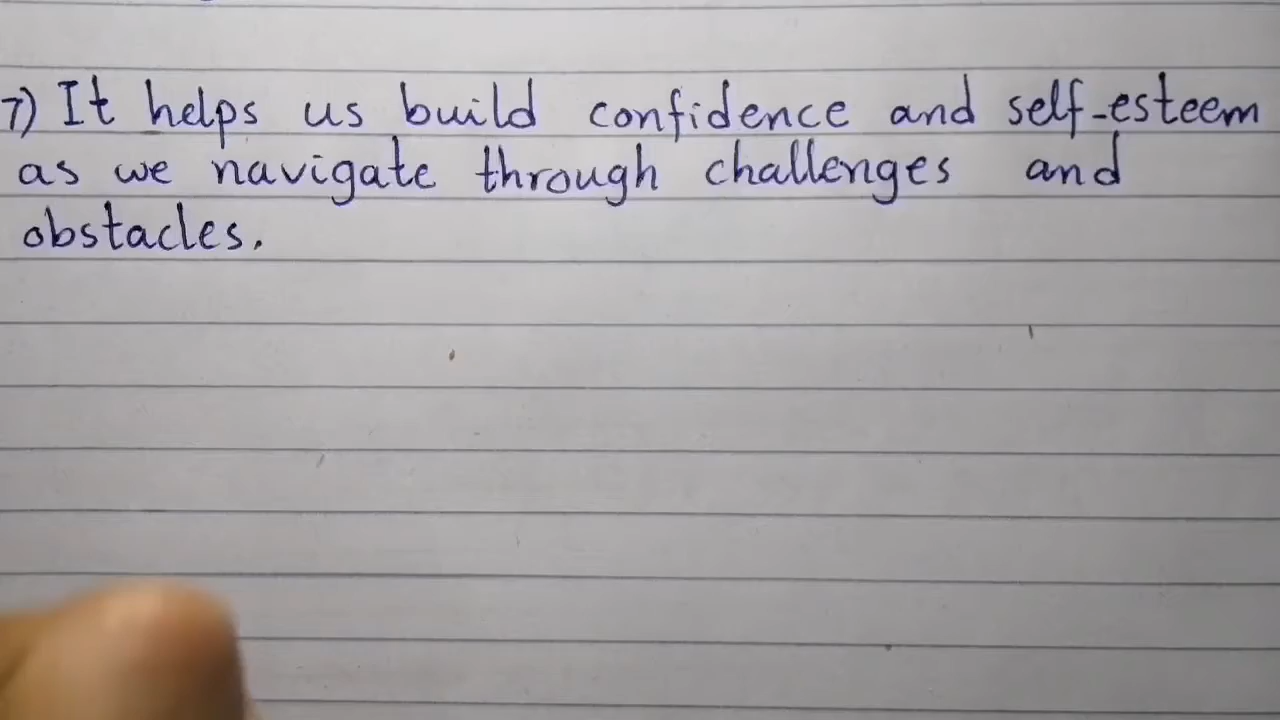 7) It helps us build confidence and self-esteem
as we navigate through challenges and
obstacles.